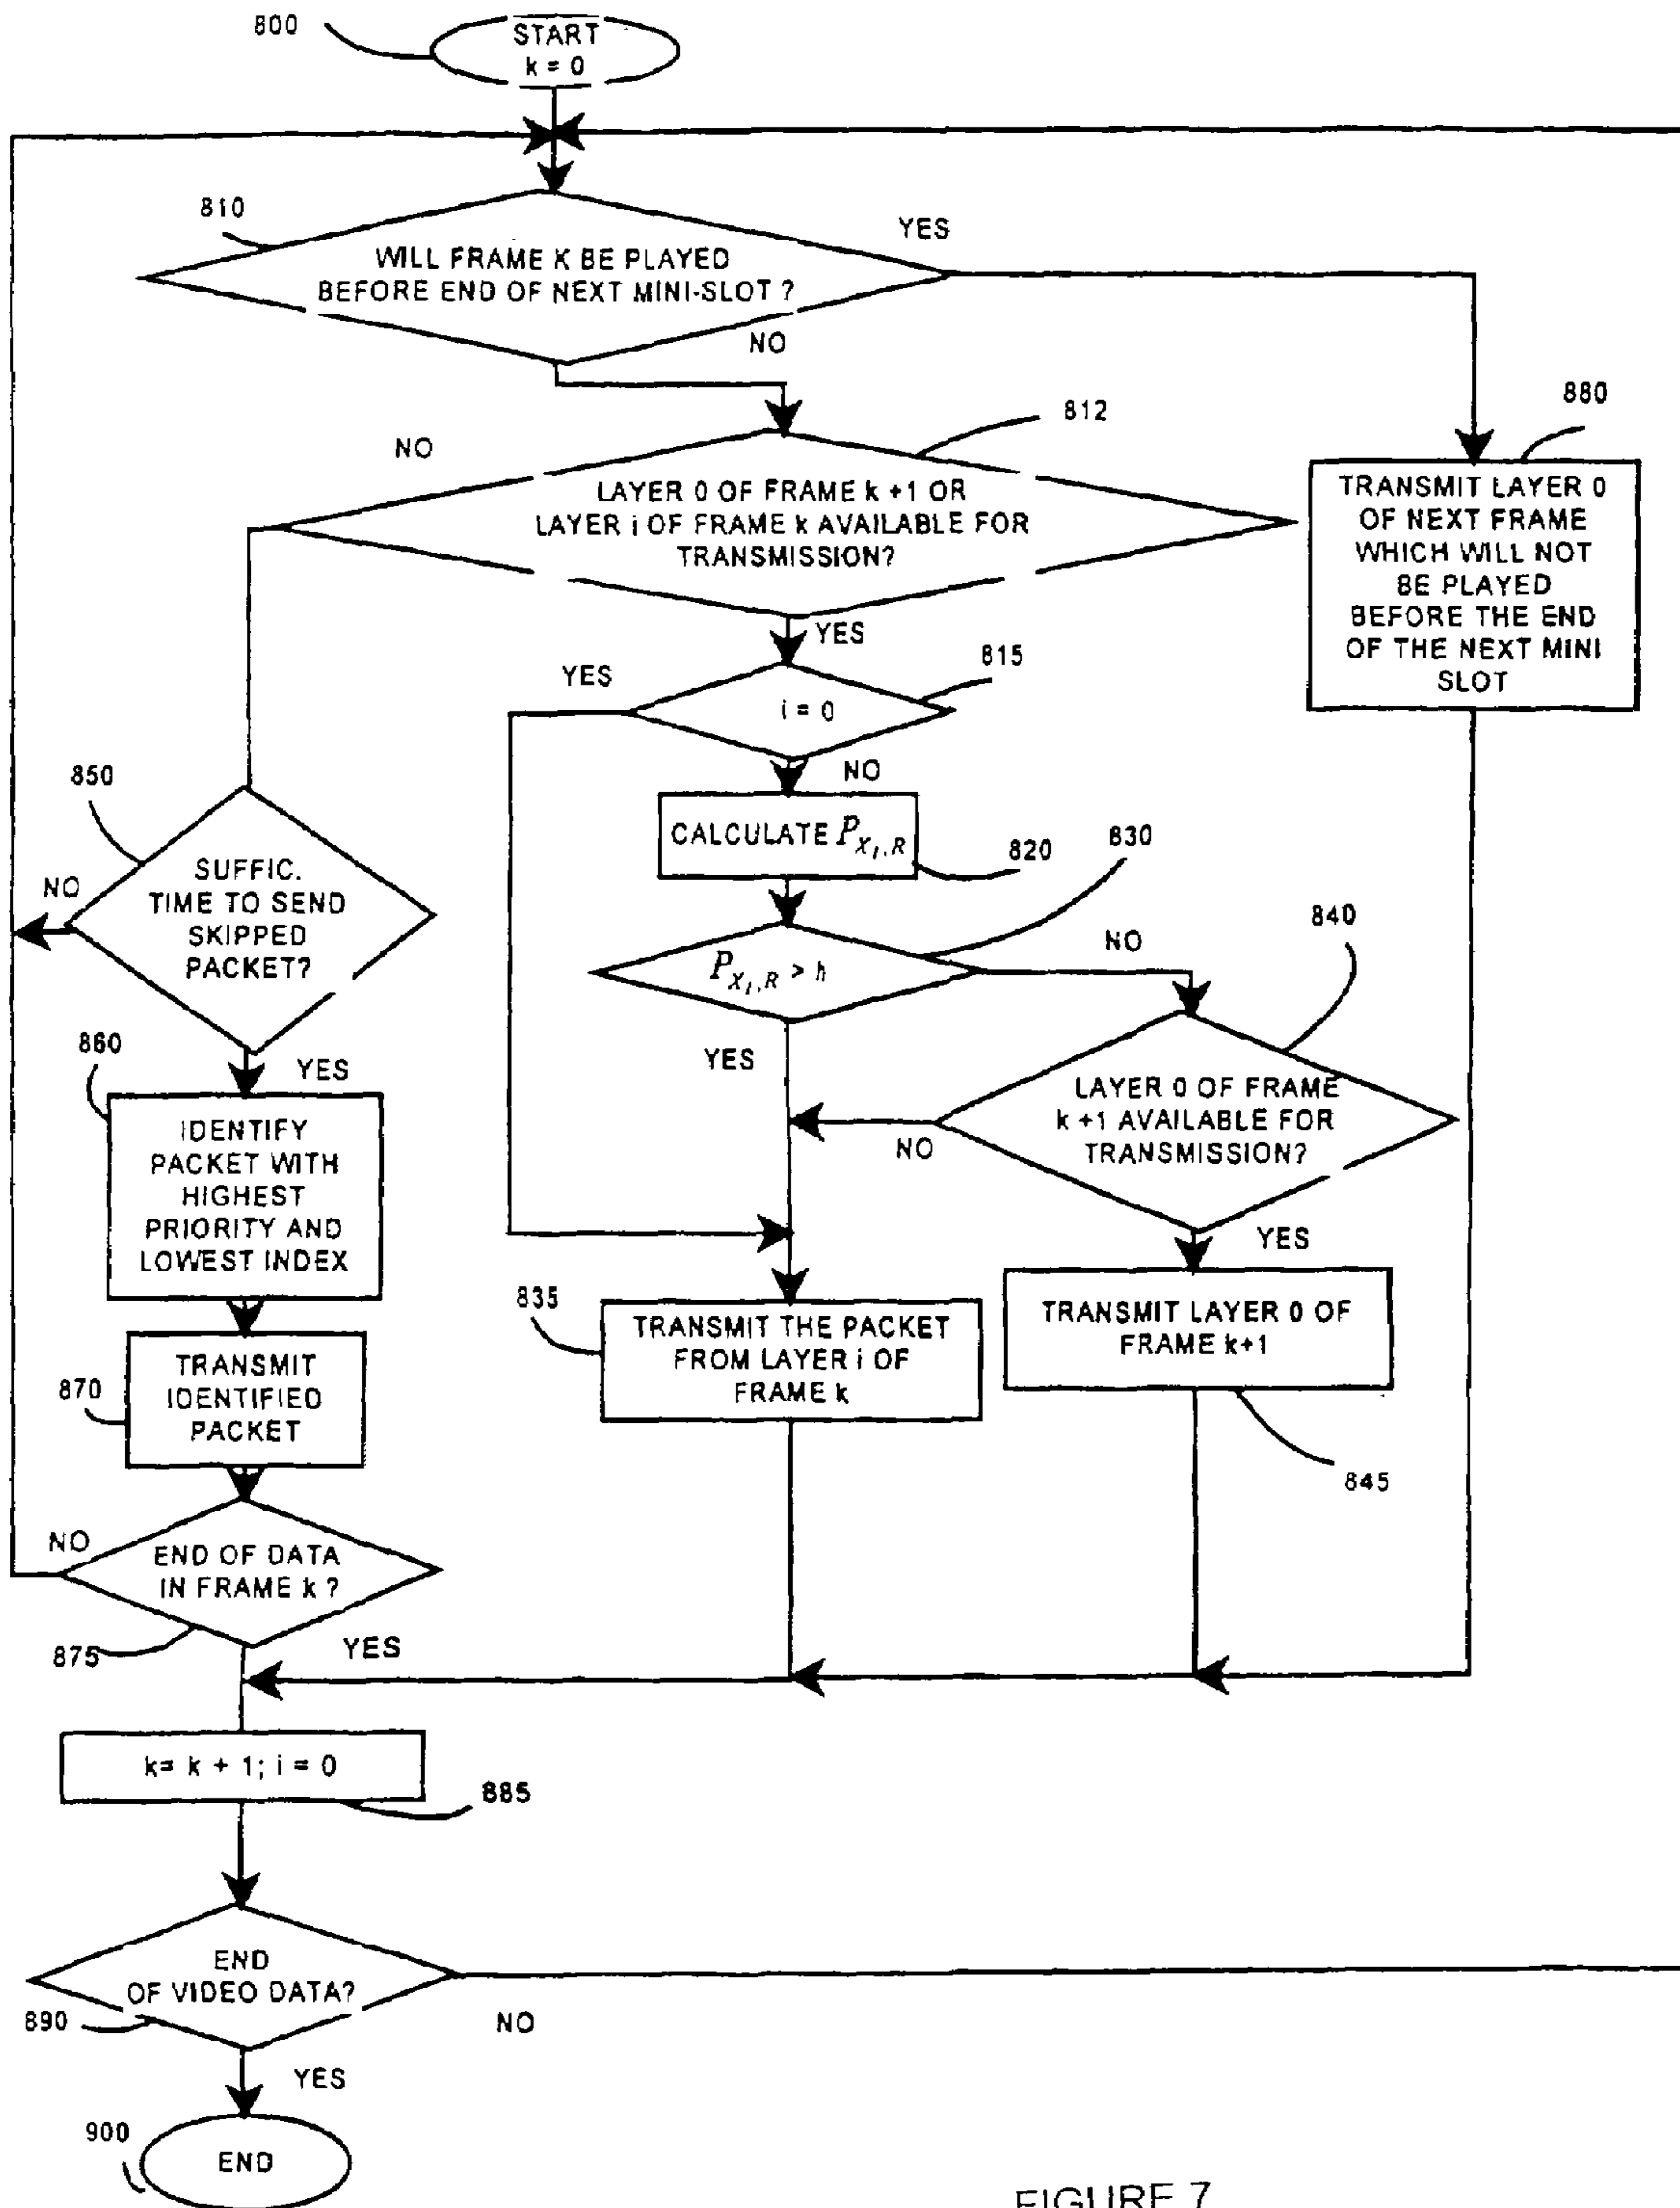 800
START
k = 0
810
YES
WILL FRAME K BE PLAYED
BEFORE END OF NEXT MINI-SLOT ?
NO
880
812
NO
LAYER 0 OF FRAME k +1 OR
LAYER i OF FRAME k AVAILABLE FOR
TRANSMISSION?
TRANSMIT LAYER 0
OF NEXT FRAME
WHICH WILL NOT
BE PLAYED
BEFORE THE END
OF THE NEXT MINI
SLOT
YES
815
YES
i = 0
NO
850
CALCULATE P_{X_I,R}
820
830
SUFFIC.
TIME TO SEND
SKIPPED
PACKET?
NO
840
P_{X_I,R} > h
NO
YES
860
YES
LAYER 0 OF FRAME
k +1 AVAILABLE FOR
TRANSMISSION?
NO
IDENTIFY
PACKET WITH
HIGHEST
PRIORITY AND
LOWEST INDEX
YES
835
TRANSMIT THE PACKET
FROM LAYER i OF
FRAME k
TRANSMIT LAYER 0 OF
FRAME k+1
845
870
TRANSMIT
IDENTIFIED
PACKET
NO
END OF DATA
IN FRAME k ?
875
YES
k= k + 1; i = 0
885
END
OF VIDEO DATA?
890
NO
YES
900
END
FIGURE 7